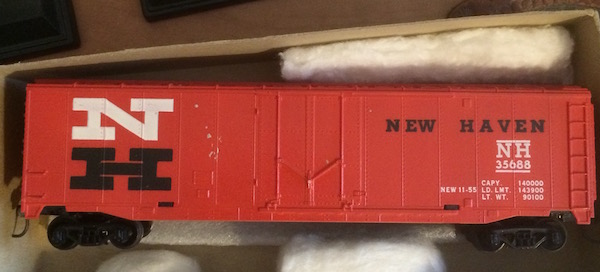 N
H
NEW HAVEN
NH
35688
CAPY. 140000
NEW 11-55 LD. LMT. 143900
LT. WT. 90100